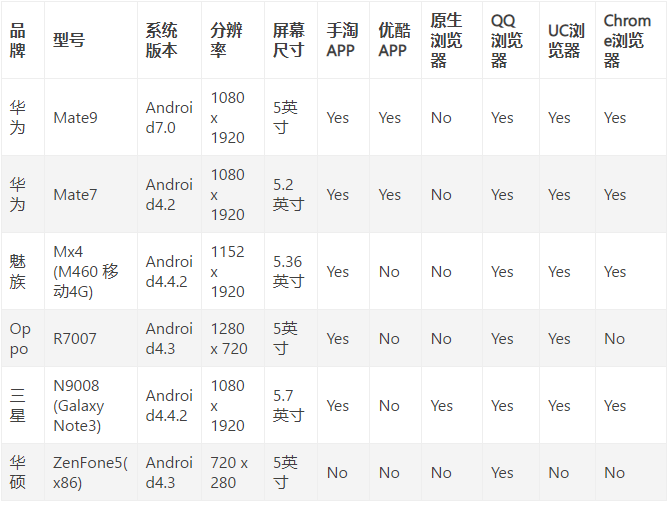 品牌 型号 系统版本 分辨率 屏幕尺寸 手淘APP 优酷APP 原生浏览器 QQ浏览器 UC浏览器 Chrome浏览器
华为 Mate9 Android7.0 1080 x 1920 5英寸 Yes Yes No Yes Yes Yes
华为 Mate7 Android4.2 1080 x 1920 5.2英寸 Yes Yes No Yes Yes Yes
魅族 Mx4 (M460 移动4G) Android4.4.2 1152 x 1920 5.36英寸 Yes No No Yes Yes Yes
Oppo R7007 Android4.3 1280 x 720 5英寸 Yes No No Yes Yes No
三星 N9008 (Galaxy Note3) Android4.4.2 1080 x 1920 5.7英寸 Yes No Yes Yes Yes Yes
华硕 ZenFone5(x86) Android4.3 720 x 280 5英寸 No No No Yes No No